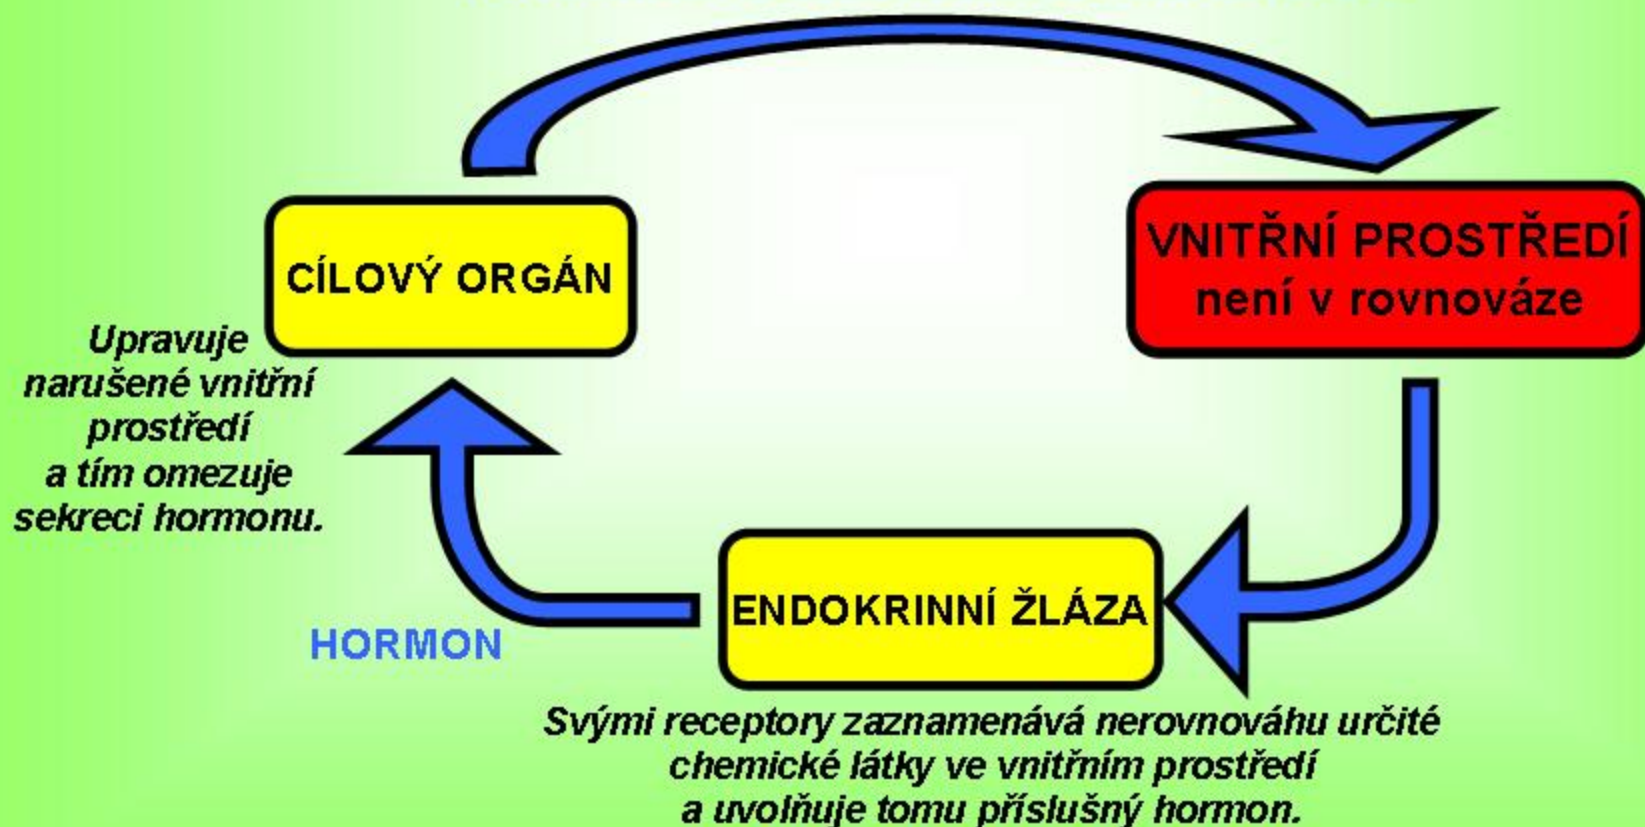 CÍLOVÝ ORGÁN
VNITŘNÍ PROSTŘEDÍ
není v rovnováze
Upravuje
narušené vnitřní
prostředí
a tím omezuje
sekreci hormonu.
HORMON
ENDOKRINNÍ ŽLÁZA
Svými receptory zaznamenává nerovnováhu určité
chemické látky ve vnitřním prostředí
a uvolňuje tomu příslušný hormon.